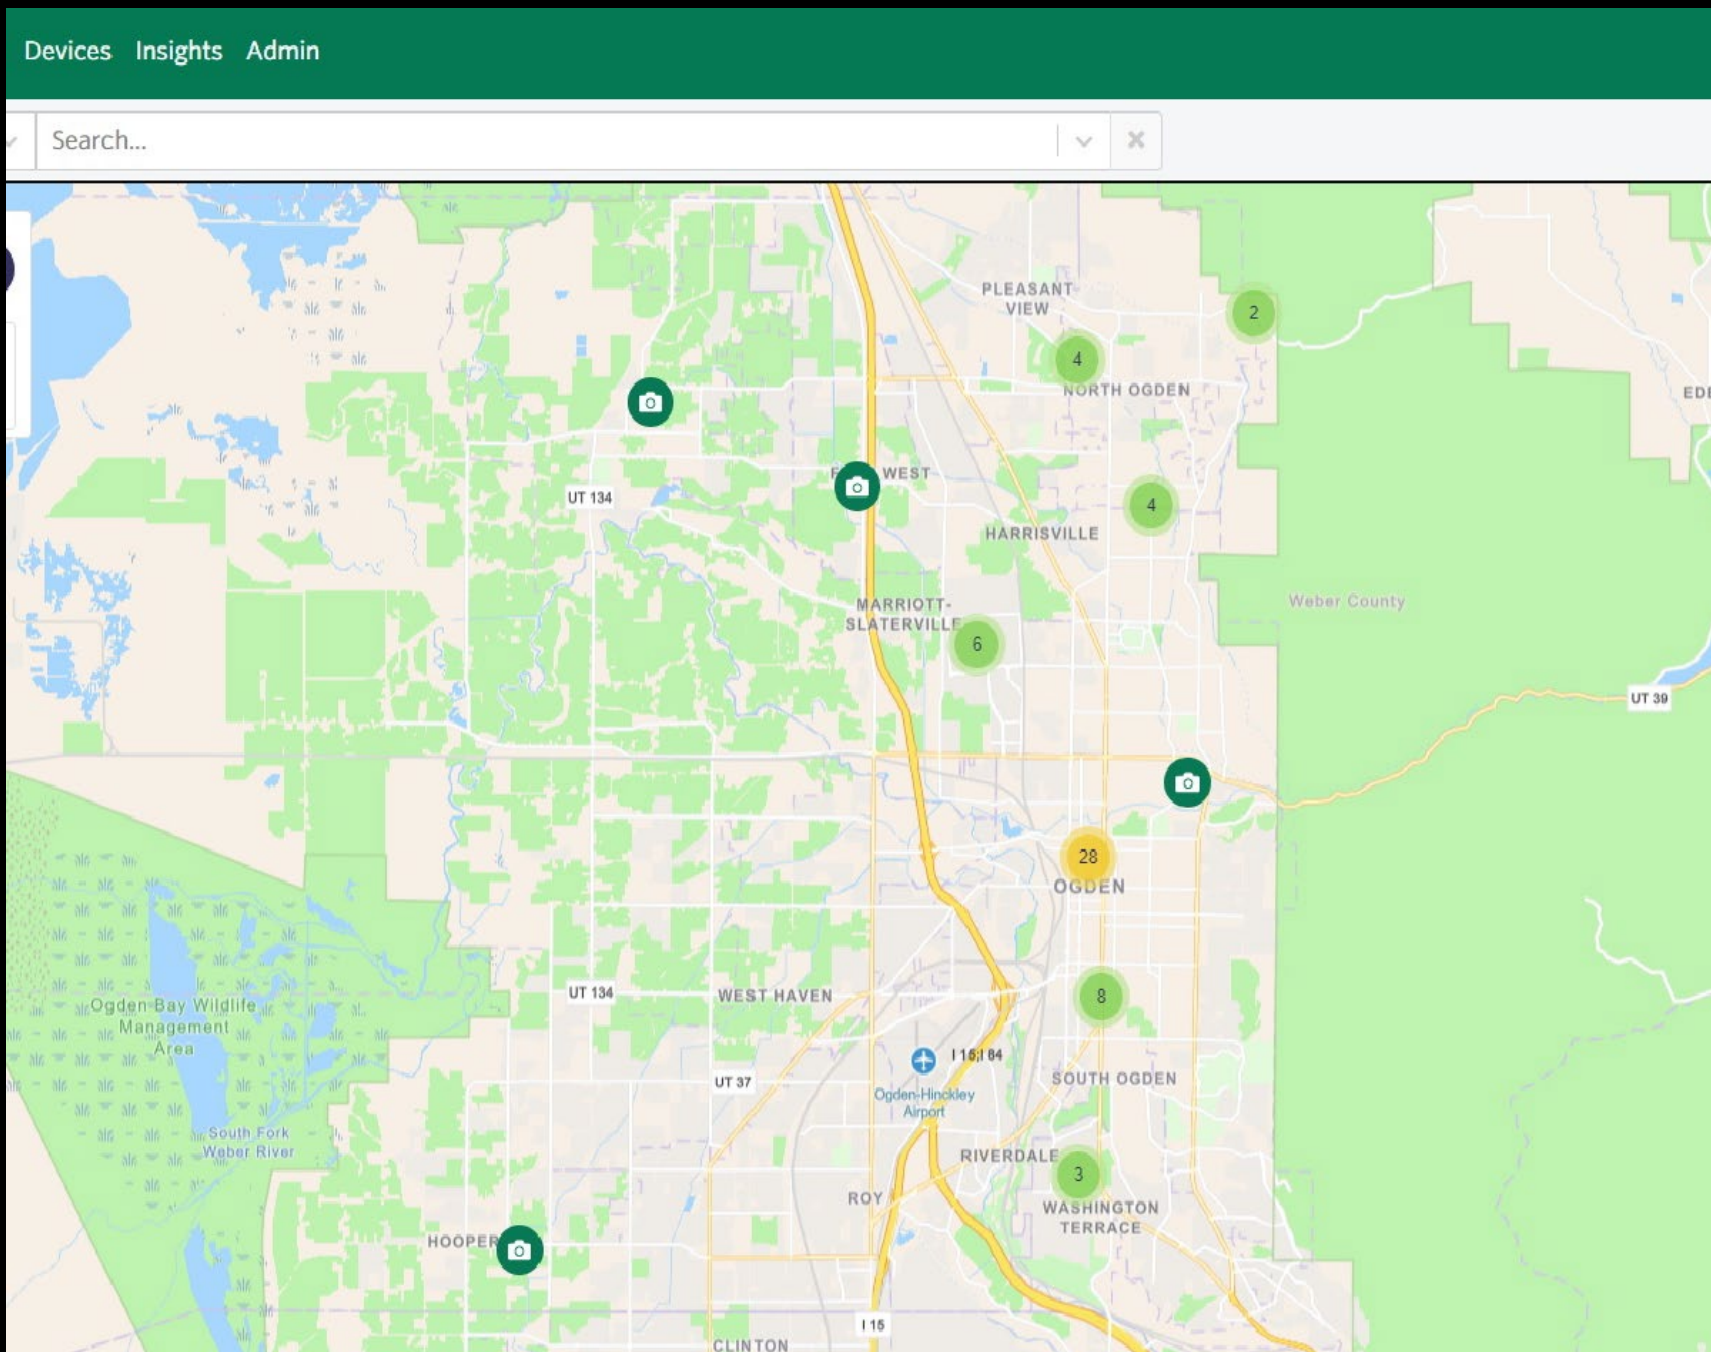 Devices Insights Admin
Search...
PLEASANT
VIEW
2
4
NORTH OGDEN
WEST
UT 134
4
HARRISVILLE
MARRIOTT-
SLATERVILLE
6
Weber County
UT 39
28
OGDEN
Ogden Bay Wildlife
Management
Area
UT 134
WEST HAVEN
8
I 15;I 84
Ogden-Hinckley
Airport
UT 37
SOUTH OGDEN
South Fork
Weber River
RIVERDALE
3
ROY
WASHINGTON
TERRACE
HOOPER
I 15
CLINTON